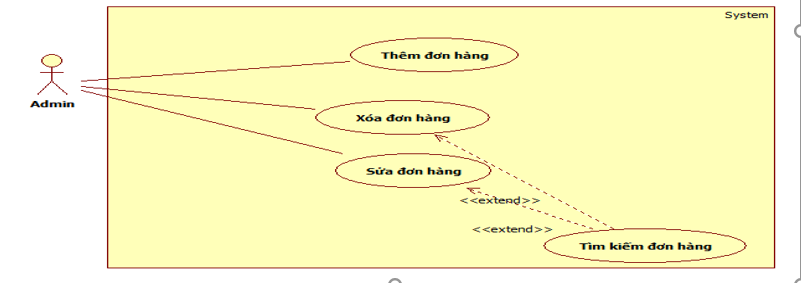 System
Thêm đơn hàng
Admin
Xóa đơn hàng
Sửa đơn hàng
<<extend>>
<<extend>>
Tìm kiếm đơn hàng